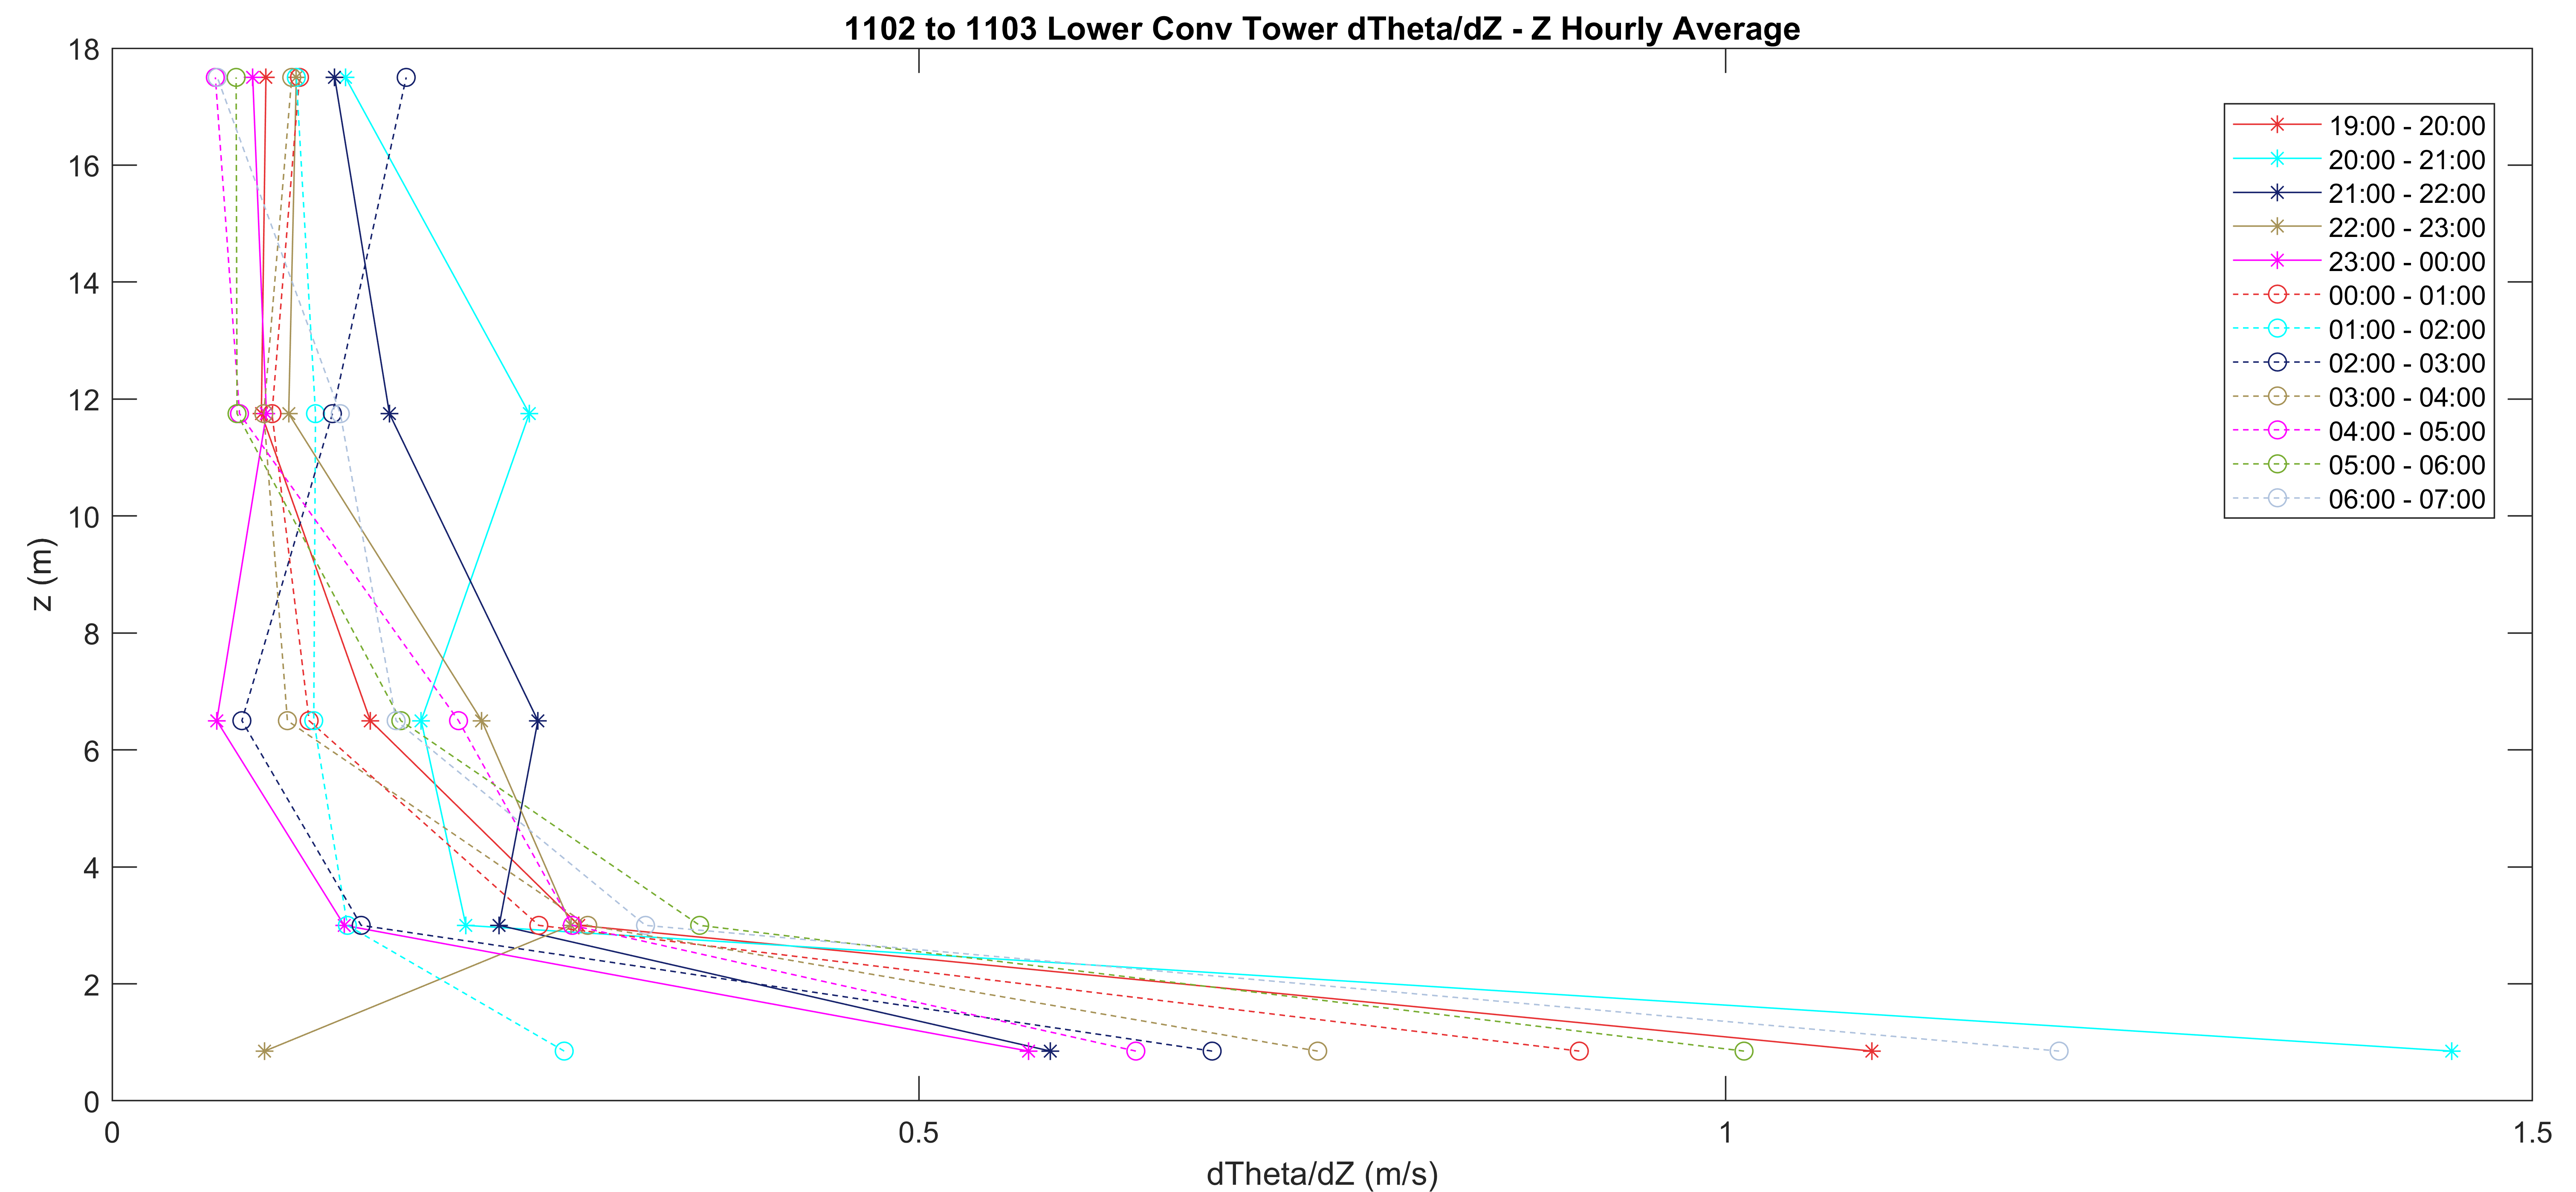 1102 to 1103 Lower Conv Tower dTheta/dZ - Z Hourly Average
18
16
14
12
10
8
6
4
2
0
z (m)
19:00 - 20:00
20:00 - 21:00
21:00 - 22:00
22:00 - 23:00
23:00 - 00:00
00:00 - 01:00
01:00 - 02:00
02:00 - 03:00
03:00 - 04:00
04:00 - 05:00
05:00 - 06:00
06:00 - 07:00
0 0.5 1 1.5
dTheta/dZ (m/s)